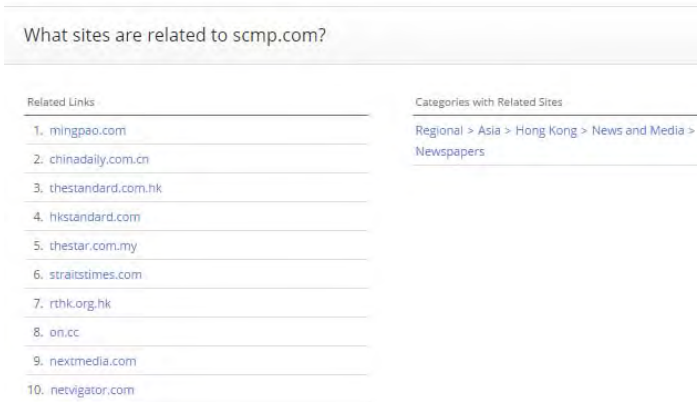 What sites are related to scmp.com?
Related Links
1. mingpao.com
2. chinadaily.com.cn
3. thestandard.com.hk
4. hkstandard.com
5. thestar.com.my
6. straitstimes.com
7. rthk.org.hk
8. on.cc
9. nextmedia.com
10. netvigator.com
Categories with Related Sites
Regional > Asia > Hong Kong > News and Media >
Newspapers